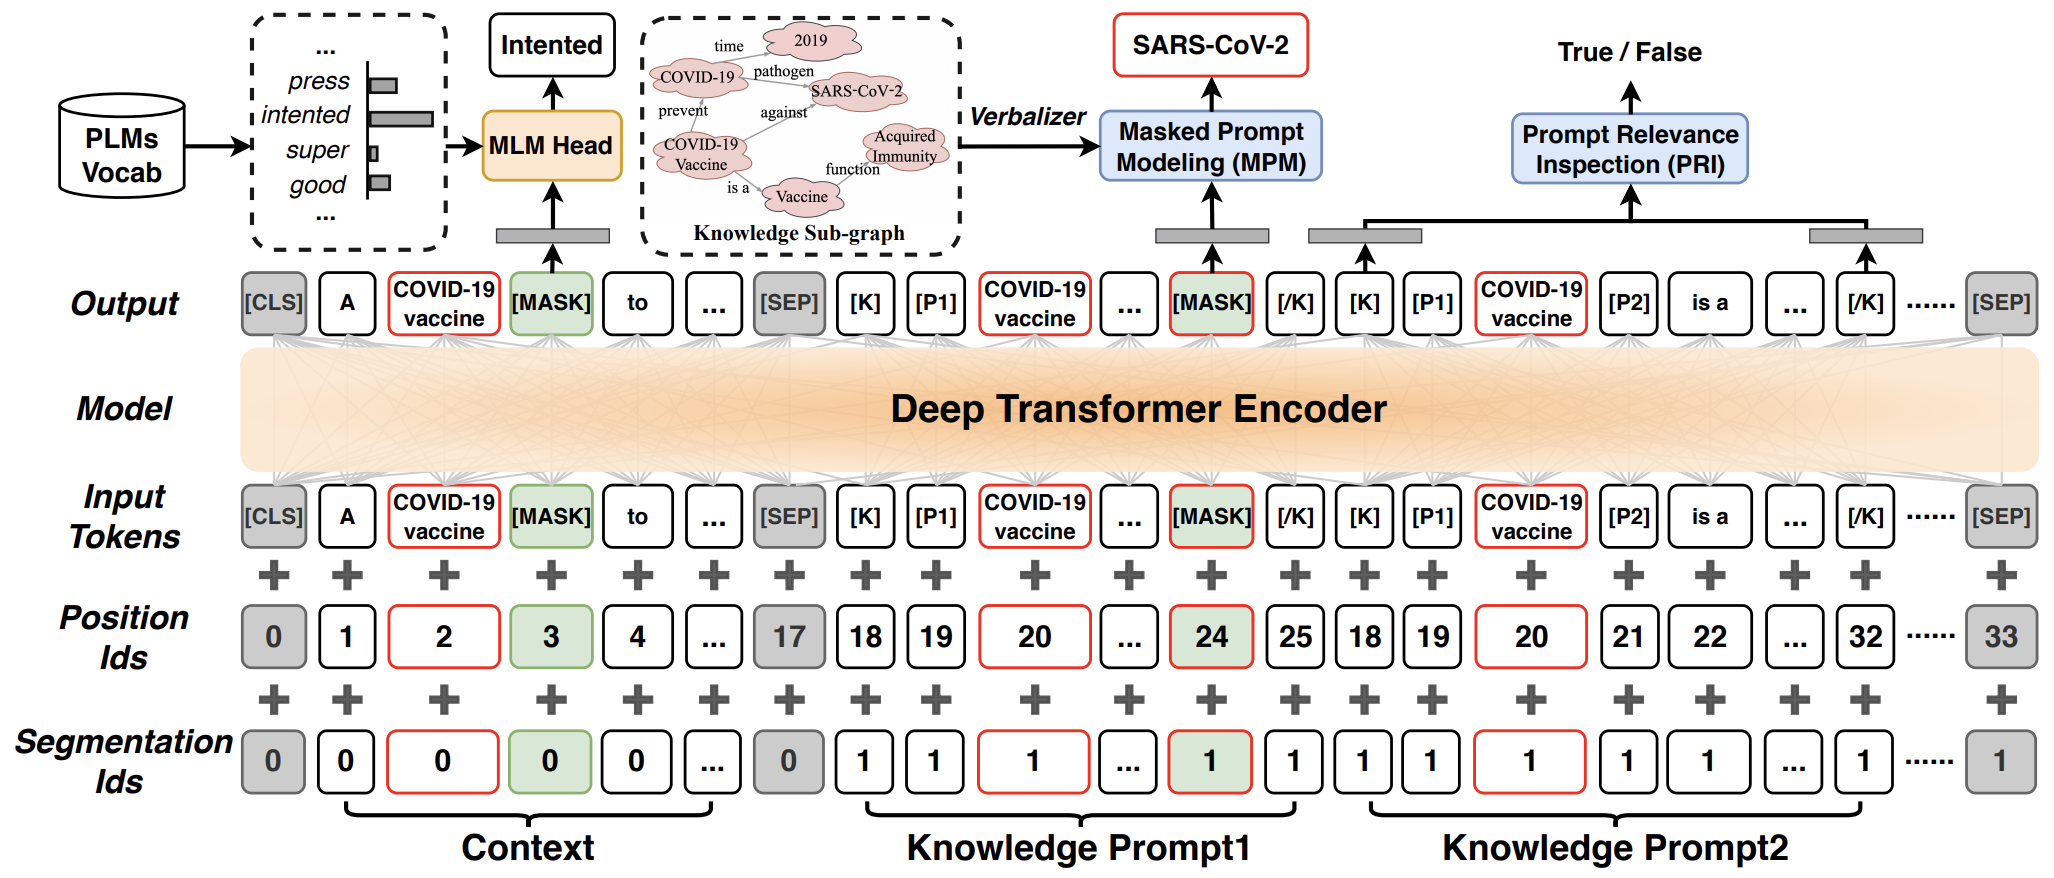 PLMs
Vocab
...
press
intented
super
good
...
Intented
MLM Head
time
2019
COVID-19
pathogen
SARS-CoV-2
prevent
against
COVID-19
Vaccine
Acquired
Immunity
is a
function
Vaccine
Knowledge Sub-graph
Verbalizer
SARS-CoV-2
Masked Prompt
Modeling (MPM)
True / False
Prompt Relevance
Inspection (PRI)
Output
[CLS] A COVID-19 vaccine [MASK] to ... [SEP] [K] [P1] COVID-19 vaccine ... [MASK] [/K] [K] [P1] COVID-19 vaccine [P2] is a ... [/K] ...... [SEP]
Model
Deep Transformer Encoder
Input
Tokens
[CLS] A COVID-19 vaccine [MASK] to ... [SEP] [K] [P1] COVID-19 vaccine ... [MASK] [/K] [K] [P1] COVID-19 vaccine [P2] is a ... [/K] ...... [SEP]
+ + + + + + + + + + + + + + + + + + + + +
Position
Ids
0 1 2 3 4 ... 17 18 19 20 ... 24 25 18 19 20 21 22 ... 32 ...... 33
+ + + + + + + + + + + + + + + + + + + + +
Segmentation
Ids
0 0 0 0 0 ... 0 1 1 1 ... 1 1 1 1 1 1 1 ... 1 ...... 1
Context
Knowledge Prompt1
Knowledge Prompt2